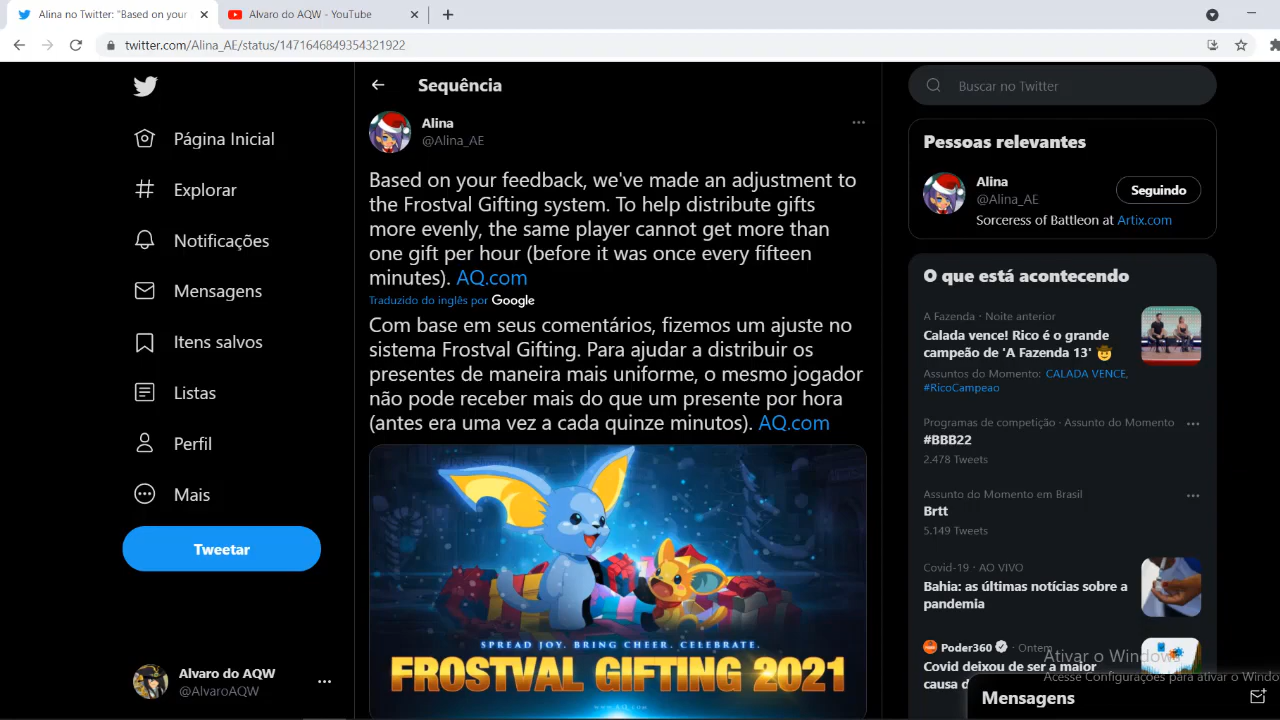 Alina no Twitter: "Based on your
Alvaro do AQW - YouTube
twitter.com/Alina_AE/status/1471646849354321922
Página Inicial
Explorar
Notificações
Mensagens
Itens salvos
Listas
Perfil
Mais
Tweetar
Alvaro do AQW
@AlvaroAQW
Sequência
Alina
@Alina_AE
Based on your feedback, we've made an adjustment to
the Frostval Gifting system. To help distribute gifts
more evenly, the same player cannot get more than
one gift per hour (before it was once every fifteen
minutes). AQ.com
Traduzido do inglês por Google
Com base em seus comentários, fizemos um ajuste no
sistema Frostval Gifting. Para ajudar a distribuir os
presentes de maneira mais uniforme, o mesmo jogador
não pode receber mais do que um presente por hora
(antes era uma vez a cada quinze minutos). AQ.com
SPREAD JOY. BRING CHEER. CELEBRATE.
FROSTVAL GIFTING 2021
WWW.AQ.COM
Buscar no Twitter
Pessoas relevantes
Alina
@Alina_AE
Seguindo
Sorceress of Battleon at Artix.com
O que está acontecendo
A Fazenda · Noite anterior
Calada vence! Rico é o grande
campeão de 'A Fazenda 13'
Assuntos do Momento: CALADA VENCE,
#RicoCampeao
Programas de competição · Assunto do Momento
#BBB22
2.478 Tweets
Assunto do Momento em Brasil
Brtt
5.149 Tweets
Covid-19 · AO VIVO
Bahia: as últimas notícias sobre a
pandemia
Poder360 · Ontem
Covid deixou de ser a maior
causa d
Ativar o Windows
Acesse Configurações para ativar o Windo
Mensagens